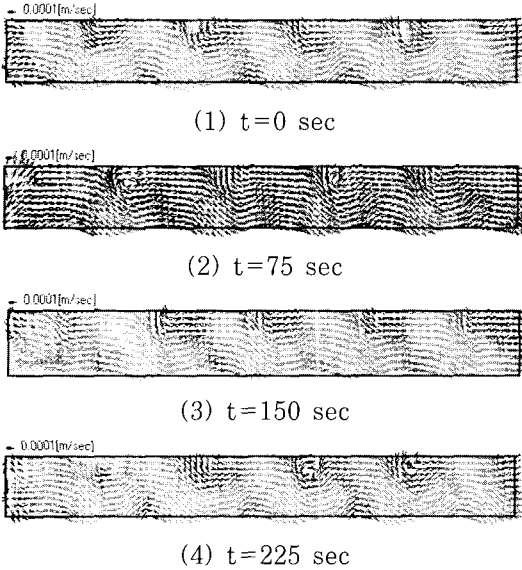 0.0001[m/sec]
(1) t=0 sec
0.0001[m/sec]
(2) t=75 sec
0.0001[m/sec]
(3) t=150 sec
0.0001[m/sec]
(4) t=225 sec